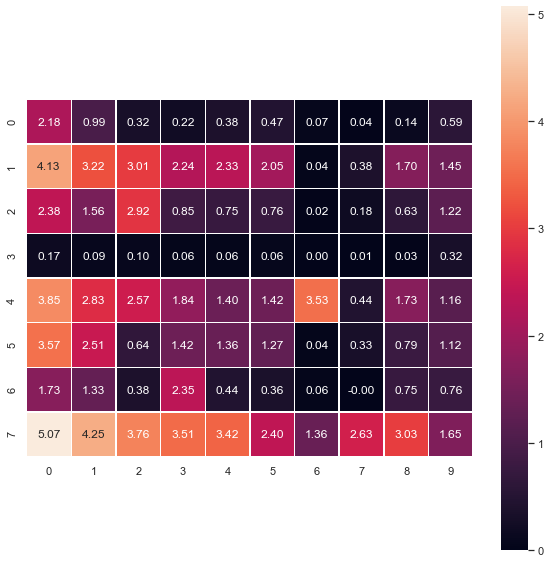 5
4
3
2
1
0
0 2.18 0.99 0.32 0.22 0.38 0.47 0.07 0.04 0.14 0.59
1 4.13 3.22 3.01 2.24 2.33 2.05 0.04 0.38 1.70 1.45
2 2.38 1.56 2.92 0.85 0.75 0.76 0.02 0.18 0.63 1.22
3 0.17 0.09 0.10 0.06 0.06 0.06 0.00 0.01 0.03 0.32
4 3.85 2.83 2.57 1.84 1.40 1.42 3.53 0.44 1.73 1.16
5 3.57 2.51 0.64 1.42 1.36 1.27 0.04 0.33 0.79 1.12
6 1.73 1.33 0.38 2.35 0.44 0.36 0.06 -0.00 0.75 0.76
7 5.07 4.25 3.76 3.51 3.42 2.40 1.36 2.63 3.03 1.65
0 1 2 3 4 5 6 7 8 9